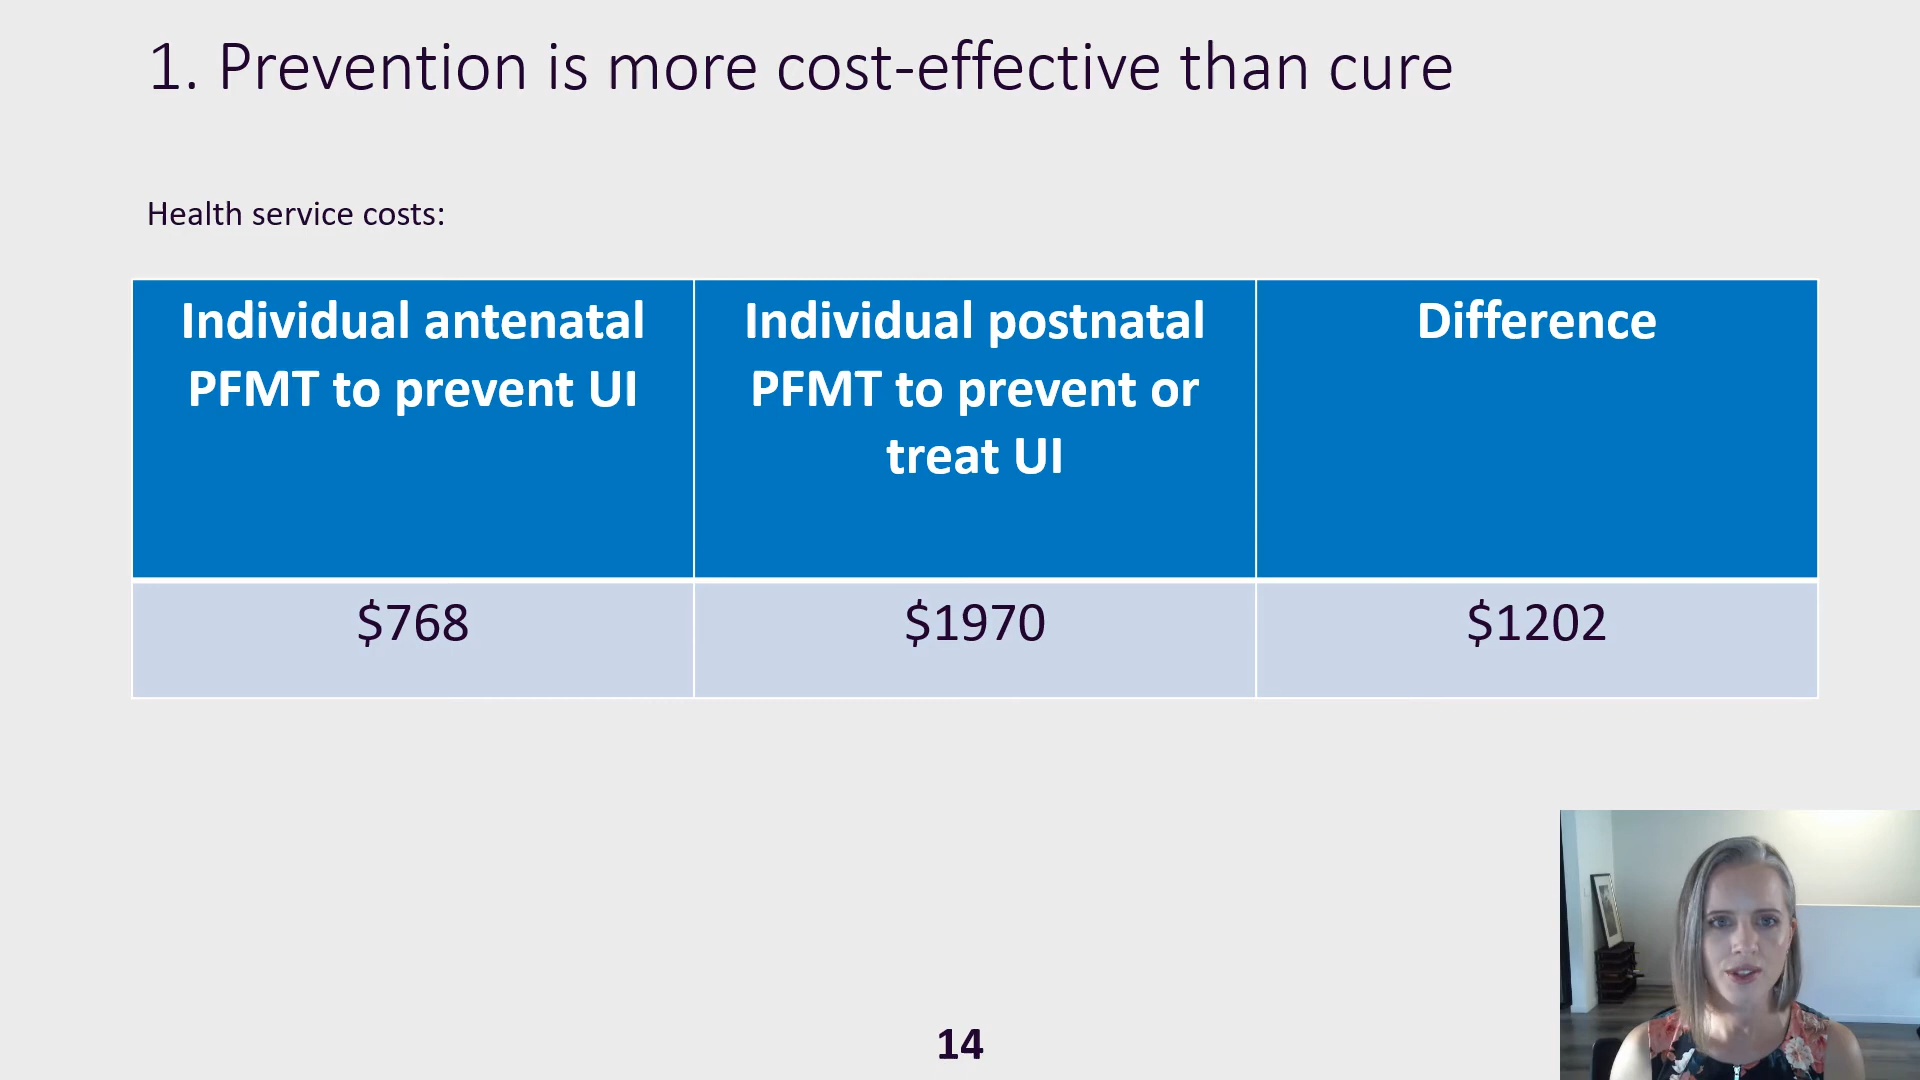 1. Prevention is more cost-effective than cure
Health service costs:
Individual antenatal
PFMT to prevent UI
Individual postnatal
PFMT to prevent or
treat UI
Difference
$768
$1970
$1202
14